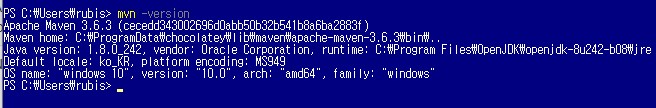 PS C:₩Users₩rubis> mvn -version
Apache Maven 3.6.3 (cecedd343002696d0abb50b32b541b8a6ba2883f)
Maven home: C:₩ProgramData₩chocolatey₩lib₩maven₩apache-maven-3.6.3₩bin₩..
Java version: 1.8.0_242, vendor: Oracle Corporation, runtime: C:₩Program Files₩OpenJDK₩openjdk-8u242-b08₩jre
Default locale: ko_KR, platform encoding: MS949
OS name: "windows 10", version: "10.0", arch: "amd64", family: "windows"
PS C:₩Users₩rubis>